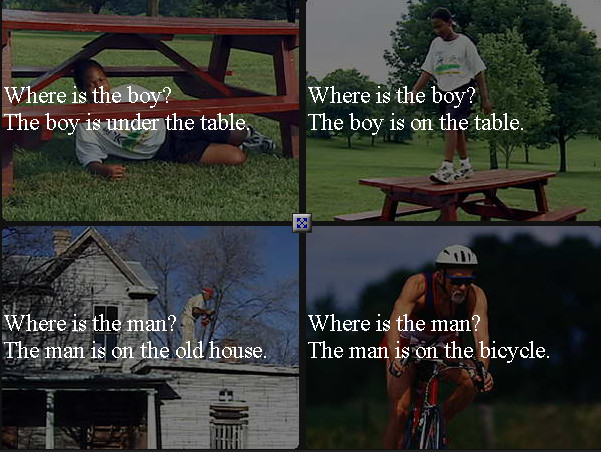 Where is the boy?
The boy is under the table.
Where is the boy?
The boy is on the table.
Where is the man?
The man is on the old house.
Where is the man?
The man is on the bicycle.